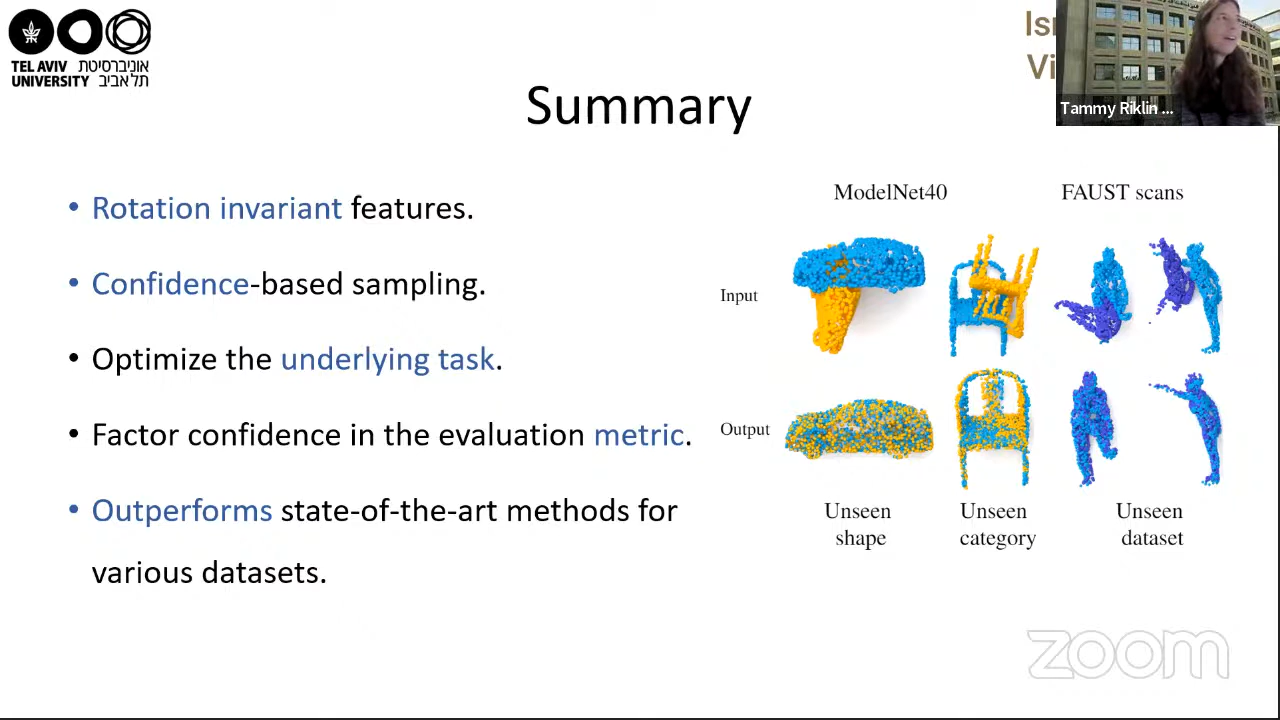 TEL AVIV אוניברסיטת
UNIVERSITY תל אביב
Tammy Riklin ...
Summary
• Rotation invariant features.
• Confidence-based sampling.
• Optimize the underlying task.
• Factor confidence in the evaluation metric.
• Outperforms state-of-the-art methods for
various datasets.
ModelNet40 FAUST scans
Input
Output
Unseen Unseen Unseen
shape category dataset
zoom